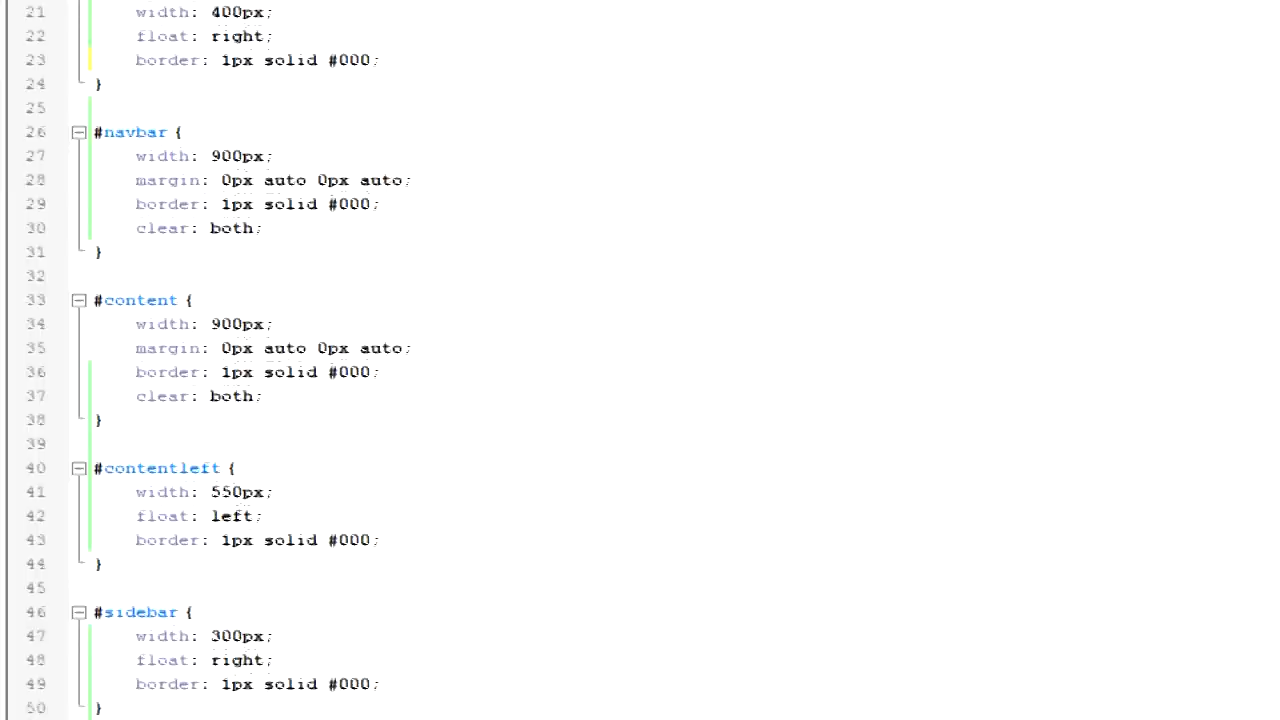 21 width: 400px;
22 float: right;
23 border: 1px solid #000;
24 }
25
26 #navbar {
27 width: 900px;
28 margin: 0px auto 0px auto;
29 border: 1px solid #000;
30 clear: both;
31 }
32
33 #content {
34 width: 900px;
35 margin: 0px auto 0px auto;
36 border: 1px solid #000;
37 clear: both;
38 }
39
40 #contentleft {
41 width: 550px;
42 float: left;
43 border: 1px solid #000;
44 }
45
46 #sidebar {
47 width: 300px;
48 float: right;
49 border: 1px solid #000;
50 }